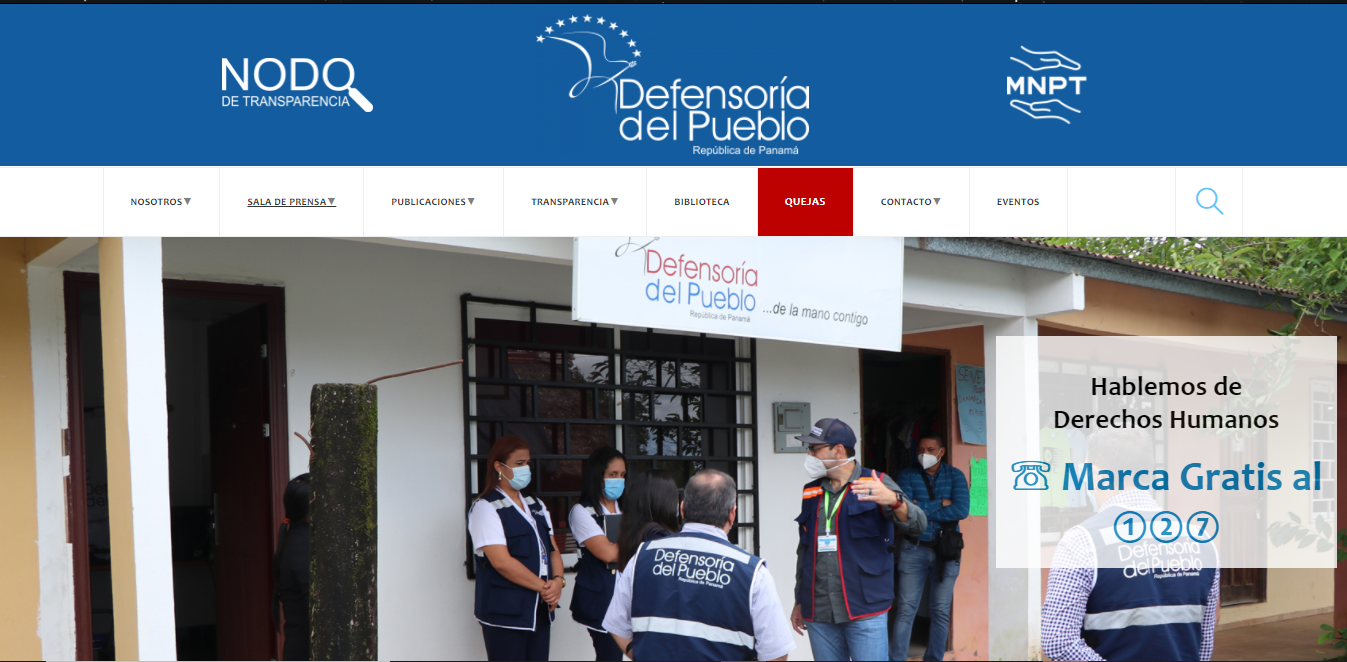 NODO
DE TRANSPARENCIA
Defensoría
del Pueblo
República de Panamá
MNPT
NOSOTROS▼
SALA DE PRENSA▼
PUBLICACIONES▼
TRANSPARENCIA▼
BIBLIOTECA
QUEJAS
CONTACTO▼
EVENTOS
Defensoría
del Pueblo
República de Panamá
...de la mano contigo
Hablemos de
Derechos Humanos
☏ Marca Gratis al
①②⑦
Defensoría
del Pueblo
República de Panamá
Defensoría
del Pueblo
República de Panamá